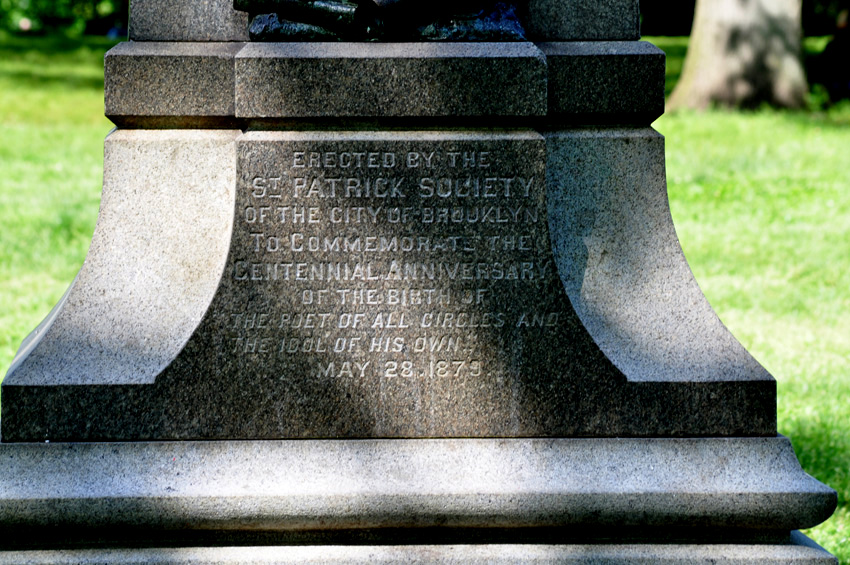 ERECTED BY THE
ST PATRICK SOCIETY
OF THE CITY OF BROOKLYN
TO COMMEMORATE THE
CENTENNIAL ANNIVERSARY
OF THE BIRTH OF
THE POET OF ALL CIRCLES AND
THE IDOL OF HIS OWN.
MAY 28. 1879